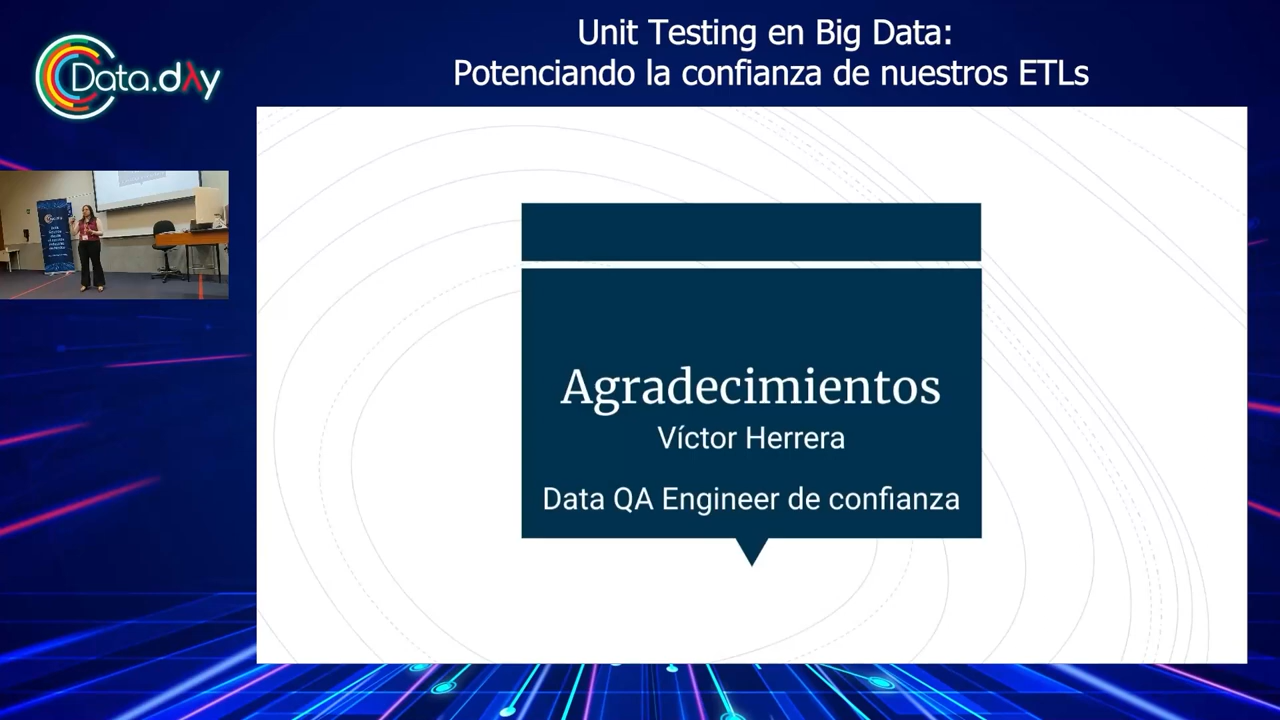 Data.dλy
Unit Testing en Big Data:
Potenciando la confianza de nuestros ETLs
Agradecimientos
Víctor Herrera
Data QA Engineer de confianza